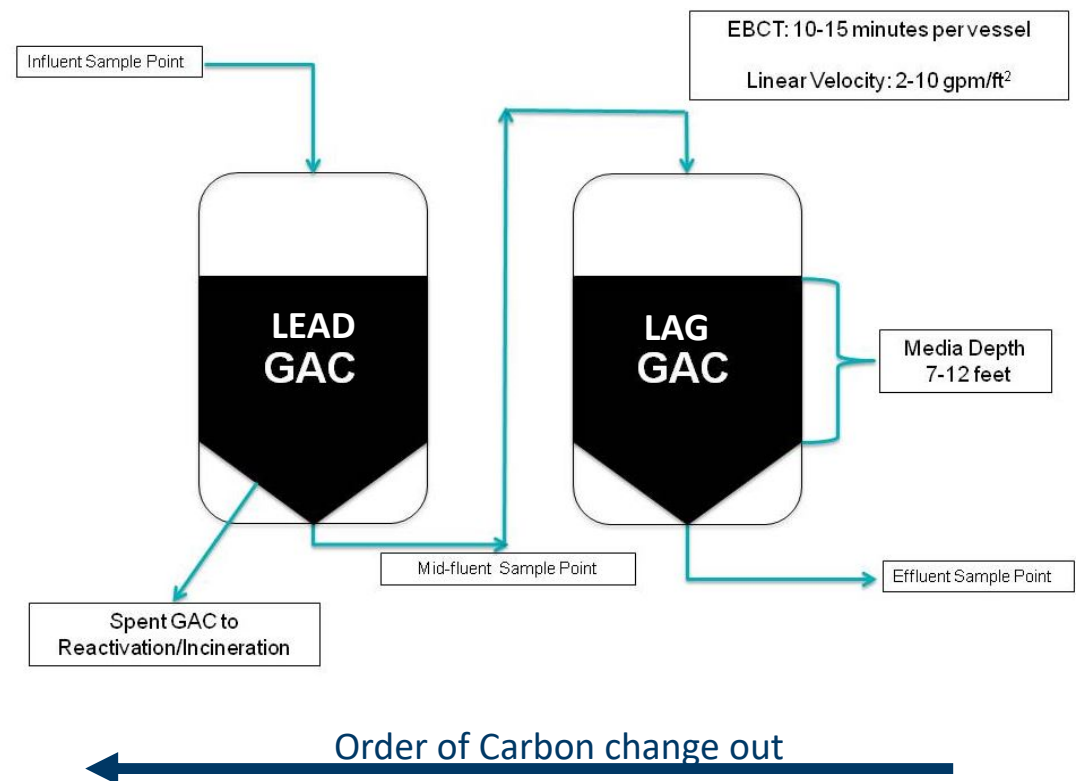 EBCT: 10-15 minutes per vessel
Linear Velocity: 2-10 gpm/ft²
Influent Sample Point
LEAD
GAC
LAG
GAC
Media Depth
7-12 feet
Mid-fluent Sample Point
Effluent Sample Point
Spent GAC to
Reactivation/Incineration
Order of Carbon change out